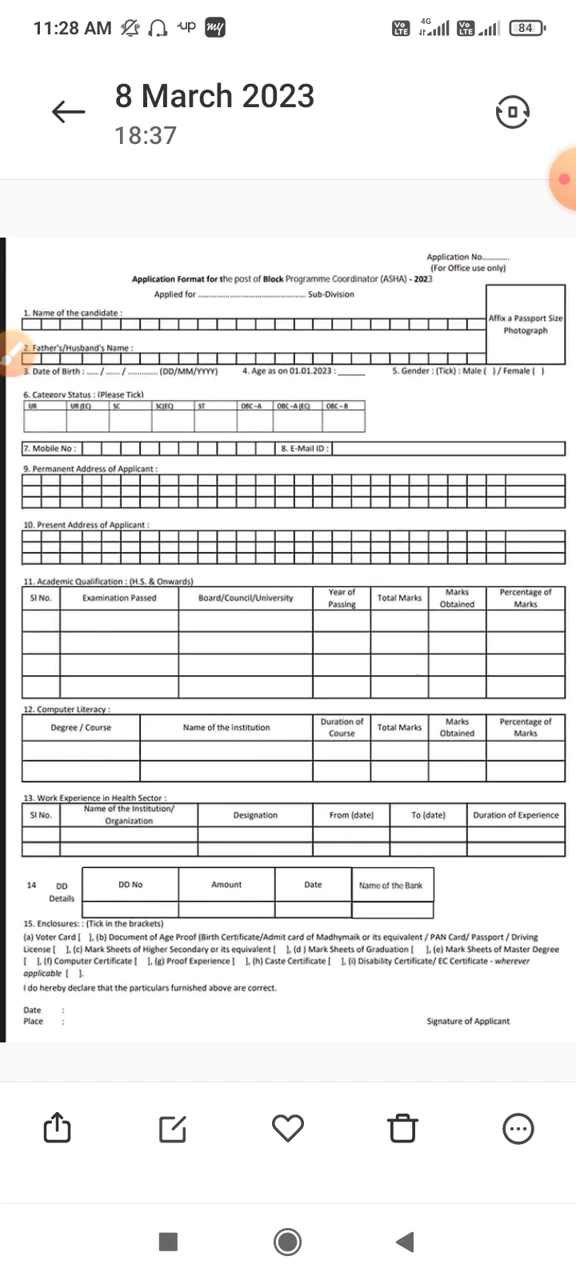 11:28 AM up my Vo LTE 4G Vo LTE 84
8 March 2023
18:37
Application No..........
(For Office use only)
Application Format for the post of Block Programme Coordinator (ASHA) - 2023
Applied for ........................................ Sub-Division
Affix a Passport Size
Photograph
1. Name of the candidate :
2. Father's/Husband's Name :
3. Date of Birth : ..... / ...... / ............ (DD/MM/YYYY) 4. Age as on 01.01.2023 : ______ 5. Gender : (Tick) : Male ( ) / Female ( )
6. Category Status : (Please Tick)
UR UR (EC) SC SC(EC) ST OBC-A OBC-A (EC) OBC-B
7. Mobile No : 8. E-Mail ID :
9. Permanent Address of Applicant :
10. Present Address of Applicant :
11. Academic Qualification : (H.S. & Onwards)
Sl No. Examination Passed Board/Council/University Year of Passing Total Marks Marks Obtained Percentage of Marks
12. Computer Literacy :
Degree / Course Name of the Institution Duration of Course Total Marks Marks Obtained Percentage of Marks
13. Work Experience in Health Sector :
Sl No. Name of the Institution/ Organization Designation From (date) To (date) Duration of Experience
14 DD Details DD No Amount Date Name of the Bank
15. Enclosures: : (Tick in the brackets)
(a) Voter Card [ ], (b) Document of Age Proof (Birth Certificate/Admit card of Madhymaik or its equivalent / PAN Card/ Passport / Driving
License [ ], (c) Mark Sheets of Higher Secondary or its equivalent [ ], (d ) Mark Sheets of Graduation [ ], (e) Mark Sheets of Master Degree
[ ], (f) Computer Certificate [ ], (g) Proof Experience [ ], (h) Caste Certificate [ ], (i) Disability Certificate/ EC Certificate - wherever
applicable [ ].
I do hereby declare that the particulars furnished above are correct.
Date :
Place :
Signature of Applicant